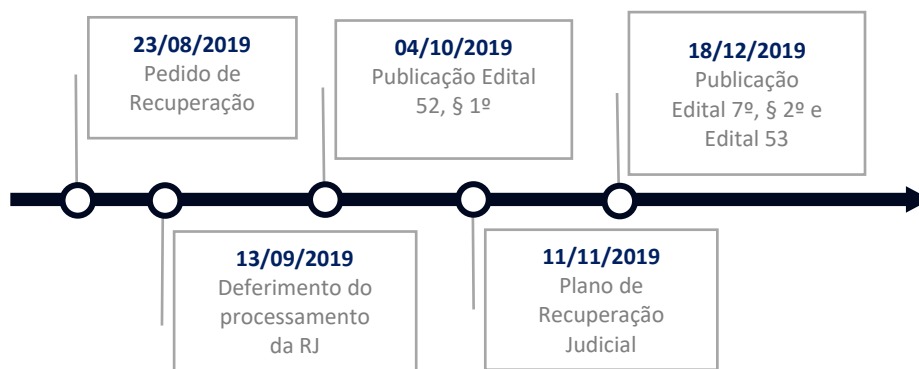 23/08/2019
Pedido de
Recuperação
04/10/2019
Publicação Edital
52, § 1º
18/12/2019
Publicação
Edital 7º, § 2º e
Edital 53
13/09/2019
Deferimento do
processamento
da RJ
11/11/2019
Plano de
Recuperação
Judicial